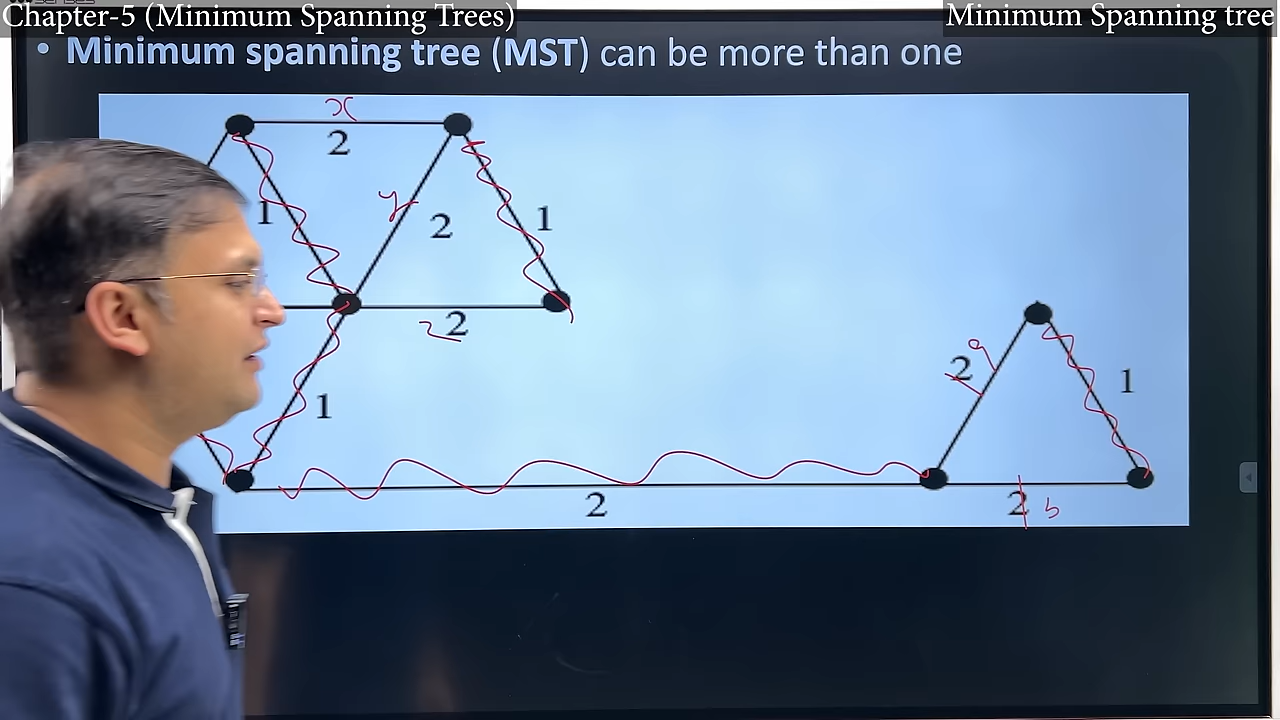 Chapter-5 (Minimum Spanning Trees)
Minimum Spanning tree
• Minimum spanning tree (MST) can be more than one
x
2
1
y
2
1
z
2
1
2
a
2
1
2
b